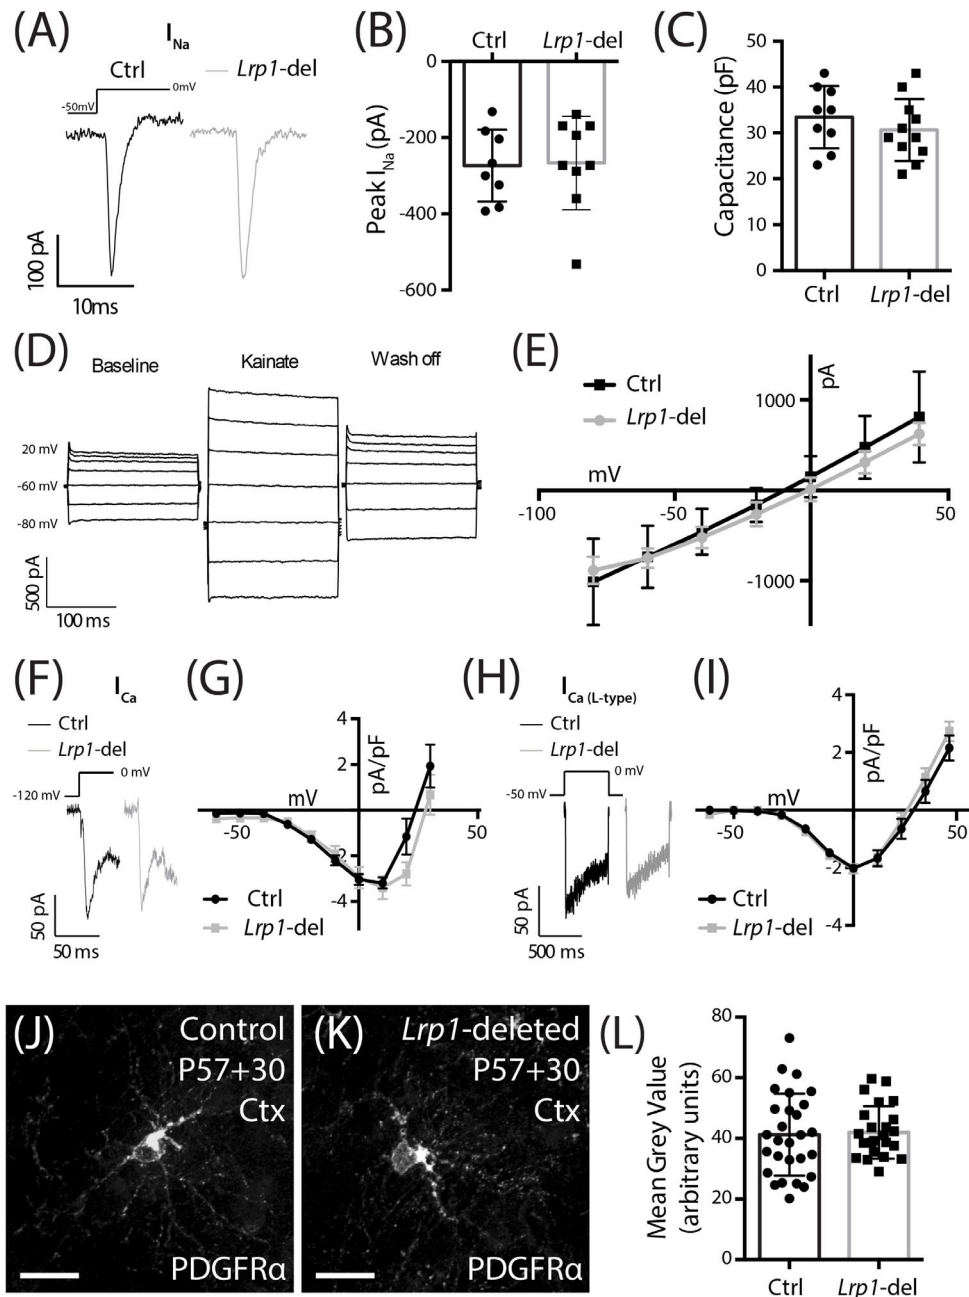 (A)
I Na
Ctrl
Lrp1-del
0mV
-50mV
100 pA
10ms
(B)
Ctrl Lrp1-del
Peak I Na (pA)
0
-200
-400
-600
(C)
Capacitance (pF)
50
40
30
20
10
0
Ctrl Lrp1-del
(D)
Baseline Kainate Wash off
20 mV
-60 mV
-80 mV
500 pA
100 ms
(E)
Ctrl
Lrp1-del
pA
1000
mV
-100 -50 50
-1000
(F)
I Ca
Ctrl
Lrp1-del
0 mV
-120 mV
50 pA
50 ms
(G)
4
2
pA/pF
mV
-50 50
-2
-4
Ctrl
Lrp1-del
(H)
I Ca (L-type)
Ctrl
Lrp1-del
0 mV
-50 mV
50 pA
500 ms
(I)
4
2
pA/pF
mV
-50 50
-2
-4
Ctrl
Lrp1-del
(J)
Control
P57+30
Ctx
PDGFRα
(K)
Lrp1-deleted
P57+30
Ctx
PDGFRα
(L)
Mean Grey Value
(arbitrary units)
80
60
40
20
0
Ctrl Lrp1-del